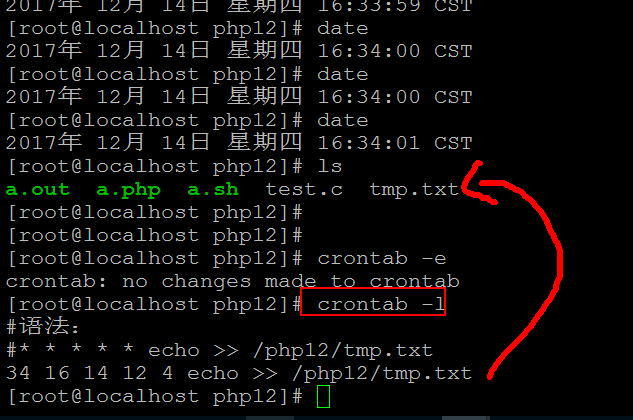 2017年 12月 14日 星期四 16:33:59 CST
[root@localhost php12]# date
2017年 12月 14日 星期四 16:34:00 CST
[root@localhost php12]# date
2017年 12月 14日 星期四 16:34:00 CST
[root@localhost php12]# date
2017年 12月 14日 星期四 16:34:01 CST
[root@localhost php12]# ls
a.out  a.php  a.sh  test.c  tmp.txt
[root@localhost php12]#
[root@localhost php12]#
[root@localhost php12]# crontab -e
crontab: no changes made to crontab
[root@localhost php12]# crontab -l
#语法：
#* * * * * echo >> /php12/tmp.txt
34 16 14 12 4 echo >> /php12/tmp.txt
[root@localhost php12]#